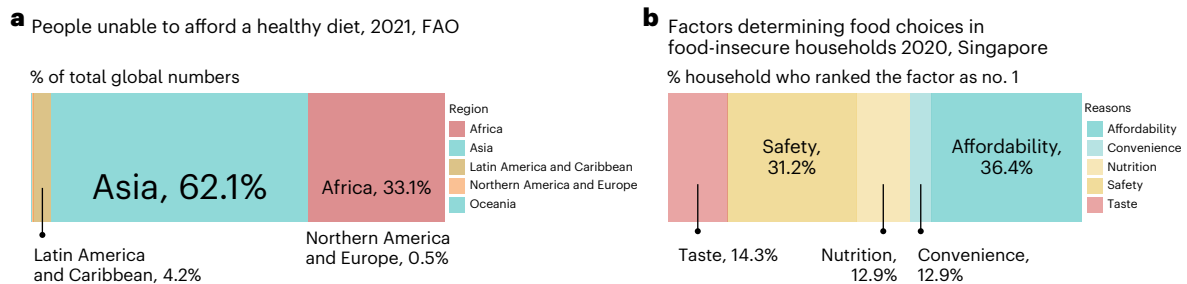 a People unable to afford a healthy diet, 2021, FAO
% of total global numbers
Asia, 62.1%
Africa, 33.1%
Latin America
and Caribbean, 4.2%
Northern America
and Europe, 0.5%
Region
Africa
Asia
Latin America and Caribbean
Northern America and Europe
Oceania
b Factors determining food choices in
food-insecure households 2020, Singapore
% household who ranked the factor as no. 1
Safety,
31.2%
Affordability,
36.4%
Taste, 14.3%
Nutrition,
12.9%
Convenience,
12.9%
Reasons
Affordability
Convenience
Nutrition
Safety
Taste